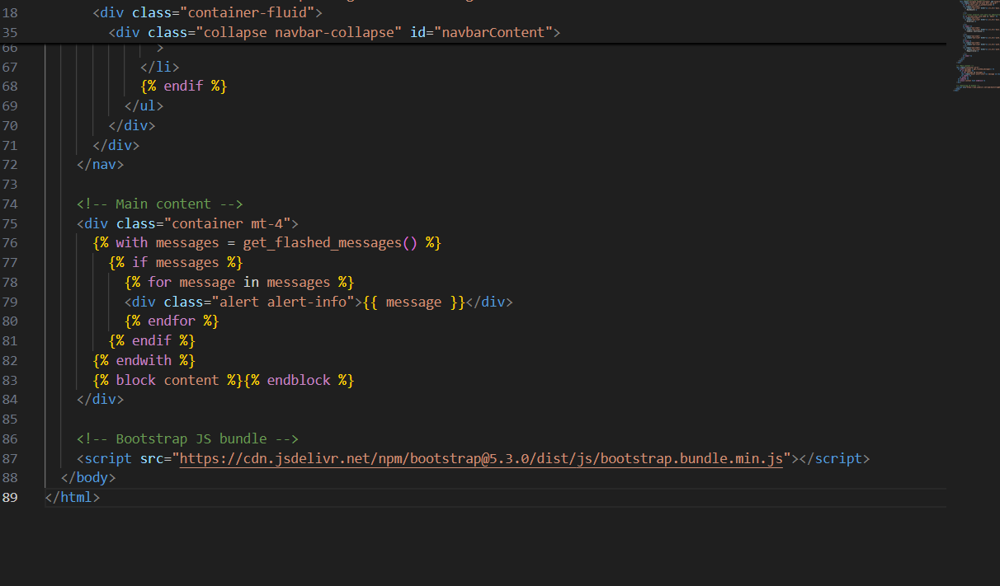 18 <div class="container-fluid">
35 <div class="collapse navbar-collapse" id="navbarContent">
66 >
67 </li>
68 {% endif %}
69 </ul>
70 </div>
71 </div>
72 </nav>
73
74 <!-- Main content -->
75 <div class="container mt-4">
76 {% with messages = get_flashed_messages() %}
77 {% if messages %}
78 {% for message in messages %}
79 <div class="alert alert-info">{{ message }}</div>
80 {% endfor %}
81 {% endif %}
82 {% endwith %}
83 {% block content %}{% endblock %}
84 </div>
85
86 <!-- Bootstrap JS bundle -->
87 <script src="https://cdn.jsdelivr.net/npm/bootstrap@5.3.0/dist/js/bootstrap.bundle.min.js"></script>
88 </body>
89 </html>